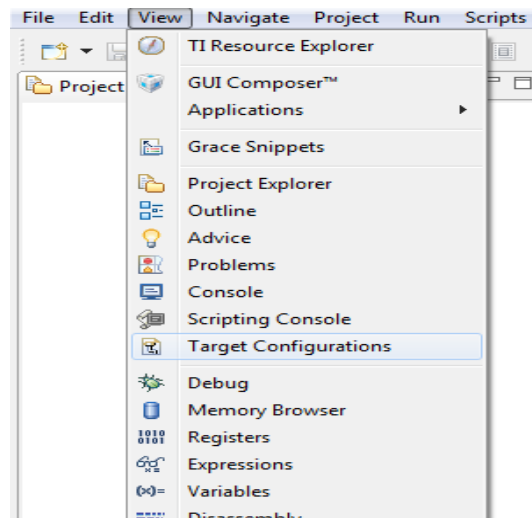 File Edit View Navigate Project Run Scripts
TI Resource Explorer
Project
GUI Composer™
Applications
Grace Snippets
Project Explorer
Outline
Advice
Problems
Console
Scripting Console
Target Configurations
Debug
Memory Browser
Registers
Expressions
(x)= Variables
Disassembly